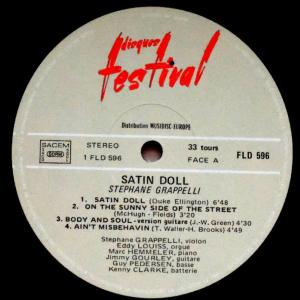 disques
festival
Distribution MUSIDISC-EUROPE
SACEM
STEREO
33 tours
1 FLD 596
FACE A
FLD 596
SATIN DOLL
STEPHANE GRAPPELLI
1. SATIN DOLL (Duke Ellington) 6'48
2. ON THE SUNNY SIDE OF THE STREET
(McHugh - Fields) 3'20
3. BODY AND SOUL - version guitare (J.-W. Green) 4'30
4. AIN'T MISBEHAVIN (T. Waller-H. Brooks) 4'49
Stephane GRAPPELLI, violon
Eddy LOUISS, orgue
Marc HEMMELER, piano
Jimmy GOURLEY, guitare
Guy PEDERSEN, basse
Kenny CLARKE, batterie